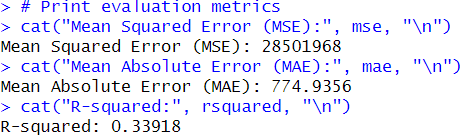 > # Print evaluation metrics
> cat("Mean Squared Error (MSE):", mse, "\n")
Mean Squared Error (MSE): 28501968
> cat("Mean Absolute Error (MAE):", mae, "\n")
Mean Absolute Error (MAE): 774.9356
> cat("R-squared:", rsquared, "\n")
R-squared: 0.33918